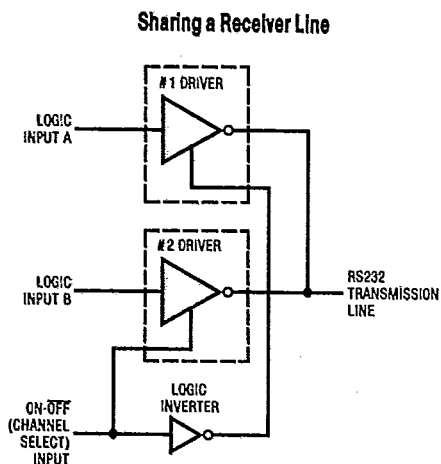 Sharing a Receiver Line
#1 DRIVER
LOGIC
INPUT A
#2 DRIVER
LOGIC
INPUT B
RS232
TRANSMISSION
LINE
LOGIC
INVERTER
ON-O̅F̅F̅
(CHANNEL
SELECT)
INPUT